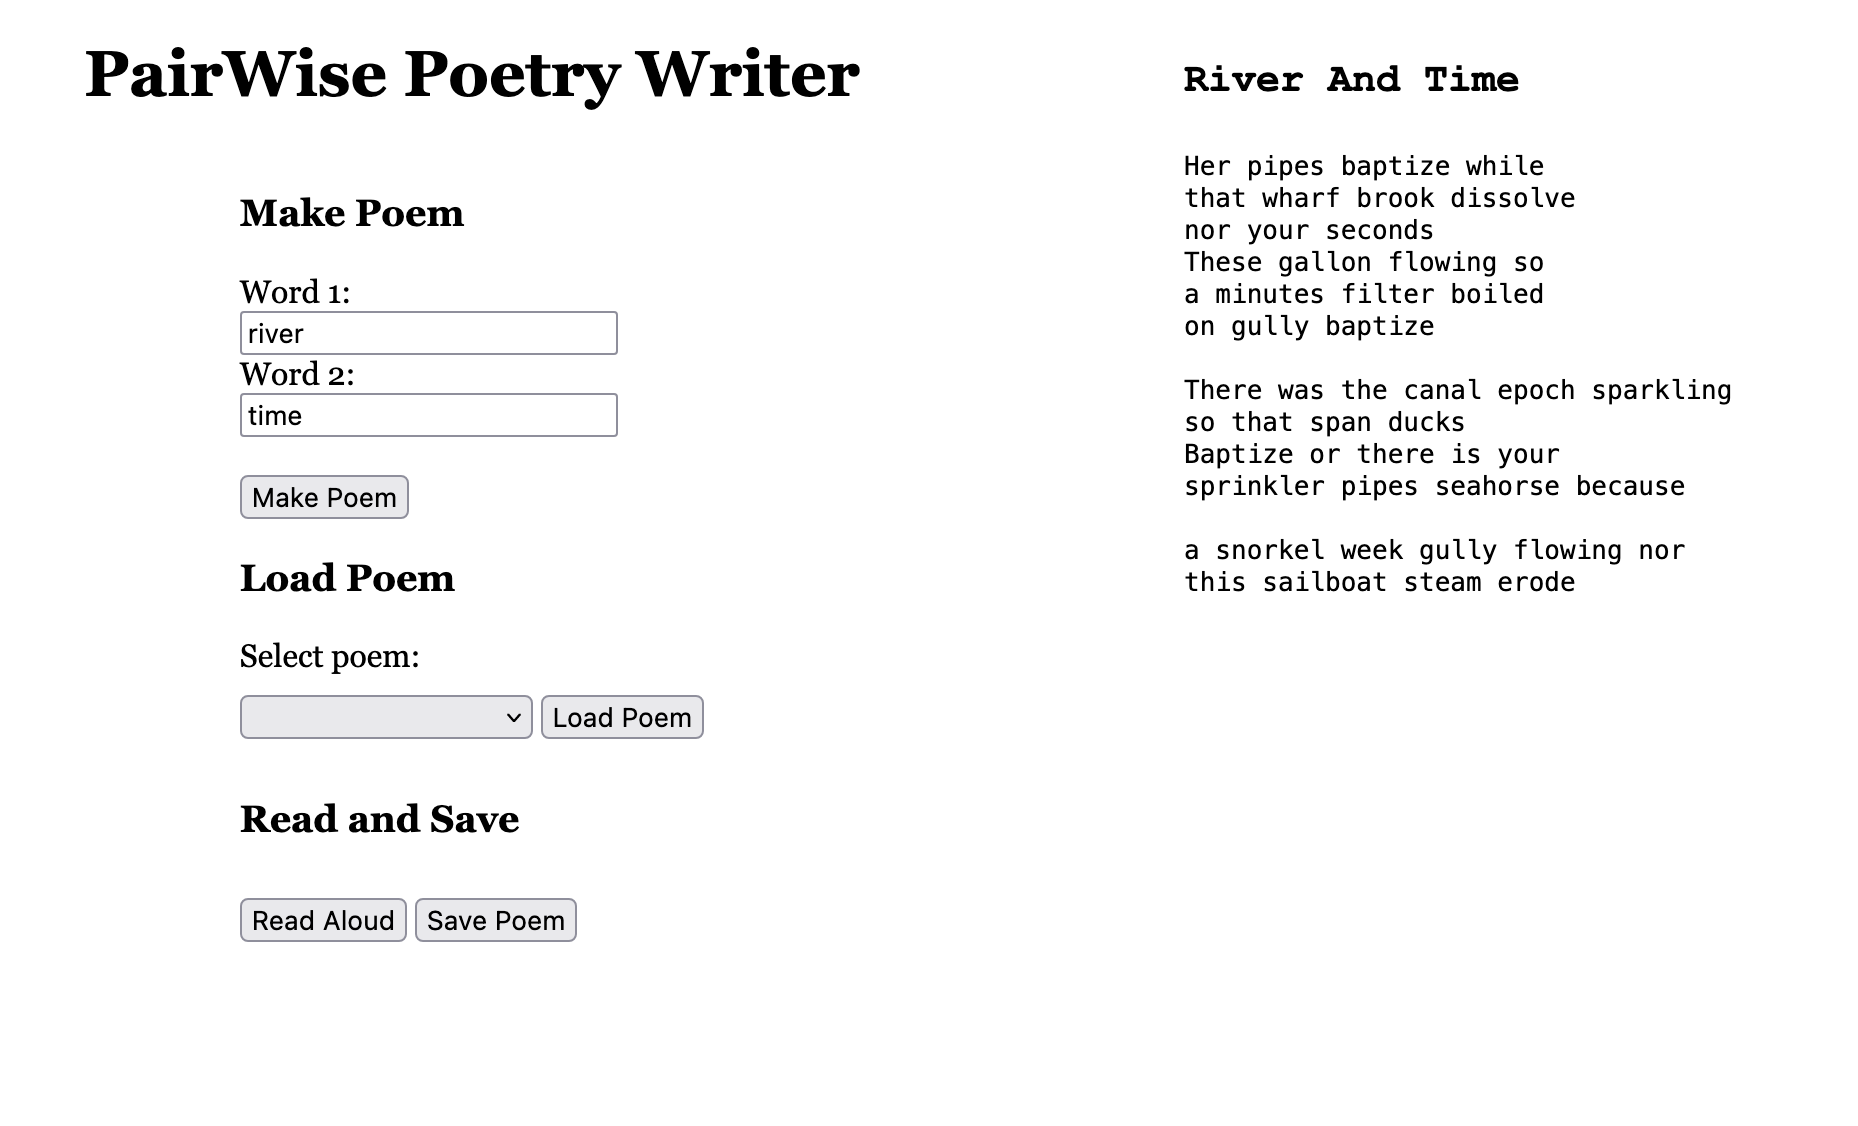 PairWise Poetry Writer
Make Poem
Word 1:
river
Word 2:
time
Make Poem
Load Poem
Select poem:
Load Poem
Read and Save
Read Aloud Save Poem
River And Time
Her pipes baptize while
that wharf brook dissolve
nor your seconds
These gallon flowing so
a minutes filter boiled
on gully baptize
There was the canal epoch sparkling
so that span ducks
Baptize or there is your
sprinkler pipes seahorse because
a snorkel week gully flowing nor
this sailboat steam erode